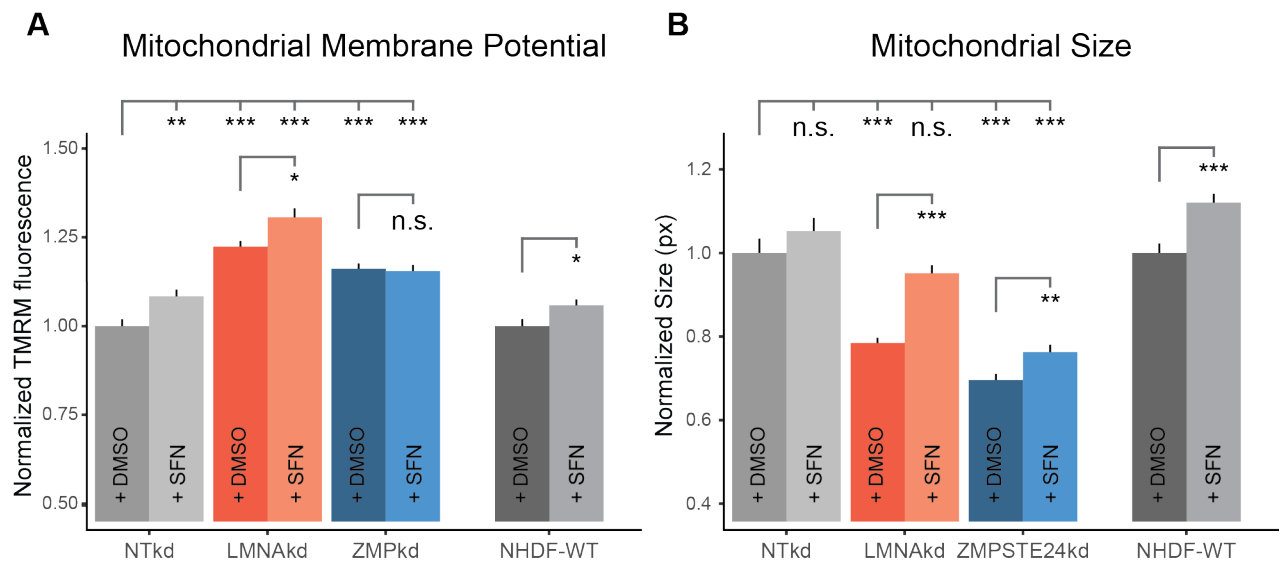 A
Mitochondrial Membrane Potential
Normalized TMRM fluorescence
1.50
1.25
1.00
0.75
0.50
** *** *** *** ***
*
n.s.
*
+ DMSO
+ SFN
+ DMSO
+ SFN
+ DMSO
+ SFN
+ DMSO
+ SFN
NTkd LMNAkd ZMPkd NHDF-WT
B
Mitochondrial Size
Normalized Size (px)
1.2
1.0
0.8
0.6
0.4
n.s. *** n.s. *** ***
***
***
**
+ DMSO
+ SFN
+ DMSO
+ SFN
+ DMSO
+ SFN
+ DMSO
+ SFN
NTkd LMNAkd ZMPSTE24kd NHDF-WT